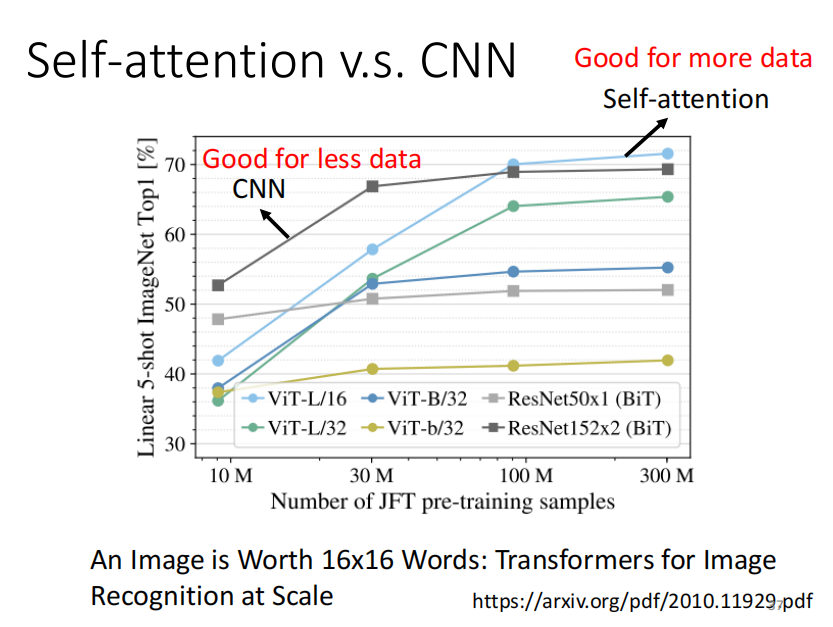 Self-attention v.s. CNN
Good for more data
Self-attention
Good for less data
CNN
Linear 5-shot ImageNet Top1 [%]
70
60
50
40
30
ViT-L/16 ViT-B/32 ResNet50x1 (BiT)
ViT-L/32 ViT-b/32 ResNet152x2 (BiT)
10 M 30 M 100 M 300 M
Number of JFT pre-training samples
An Image is Worth 16x16 Words: Transformers for Image
Recognition at Scale
https://arxiv.org/pdf/2010.11929.pdf
37